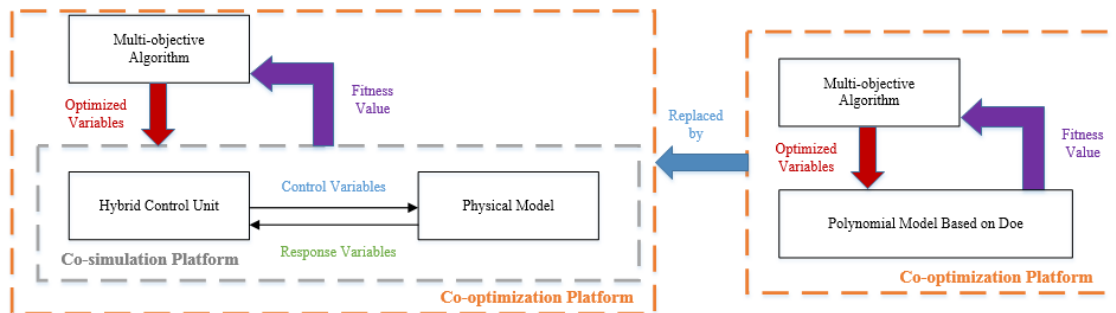 Multi-objective
Algorithm
Optimized
Variables
Fitness
Value
Hybrid Control Unit
Control Variables
Response Variables
Physical Model
Co-simulation Platform
Co-optimization Platform
Replaced
by
Multi-objective
Algorithm
Optimized
Variables
Fitness
Value
Polynomial Model Based on Doe
Co-optimization Platform